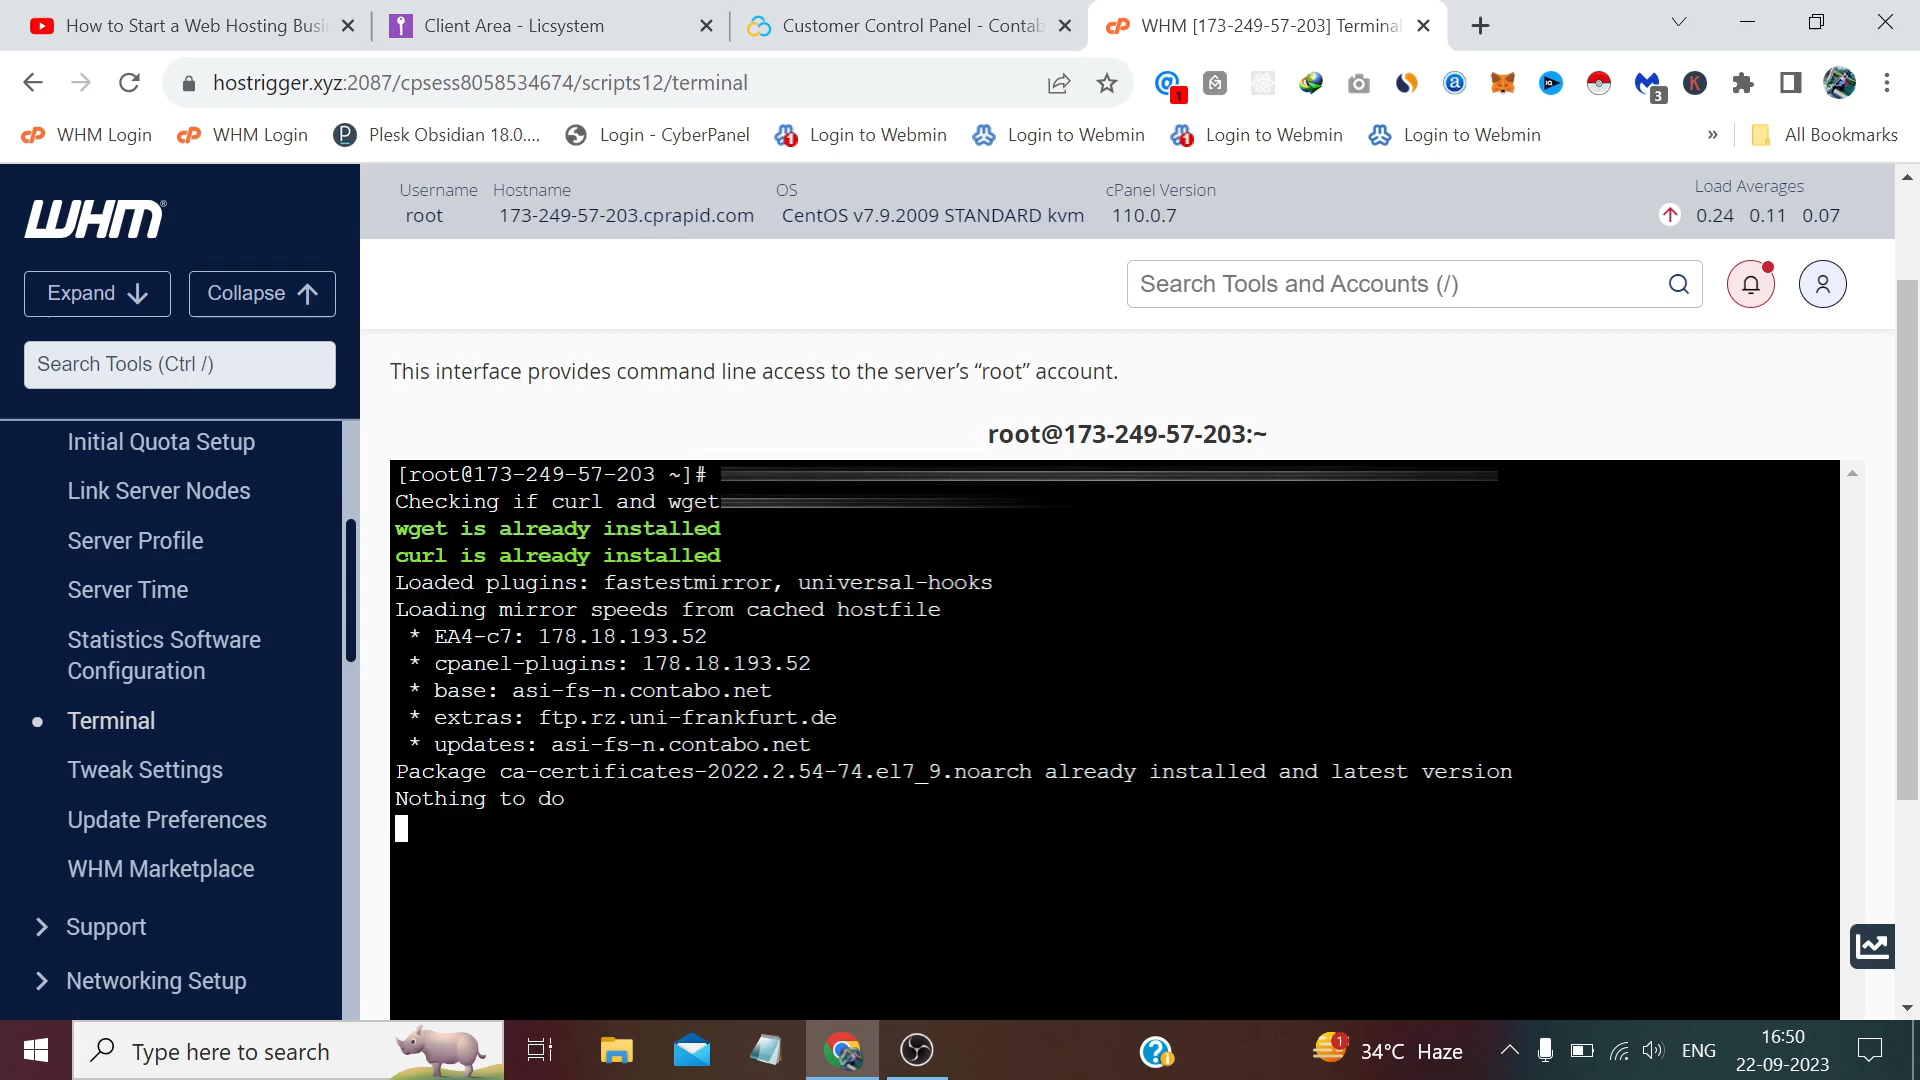 How to Start a Web Hosting Busi
Client Area - Licsystem
Customer Control Panel - Contab
WHM [173-249-57-203] Terminal
hostrigger.xyz:2087/cpsess8058534674/scripts12/terminal
1
3
K
WHM Login
WHM Login
Plesk Obsidian 18.0....
Login - CyberPanel
Login to Webmin
Login to Webmin
Login to Webmin
Login to Webmin
»
All Bookmarks
WHM®
Username
root
Hostname
173-249-57-203.cprapid.com
OS
CentOS v7.9.2009 STANDARD kvm
cPanel Version
110.0.7
Load Averages
0.24 0.11 0.07
Expand
Collapse
Search Tools (Ctrl /)
Search Tools and Accounts (/)
Initial Quota Setup
Link Server Nodes
Server Profile
Server Time
Statistics Software
Configuration
Terminal
Tweak Settings
Update Preferences
WHM Marketplace
Support
Networking Setup
This interface provides command line access to the server’s “root” account.
root@173-249-57-203:~
[root@173-249-57-203 ~]#
Checking if curl and wget
wget is already installed
curl is already installed
Loaded plugins: fastestmirror, universal-hooks
Loading mirror speeds from cached hostfile
* EA4-c7: 178.18.193.52
* cpanel-plugins: 178.18.193.52
* base: asi-fs-n.contabo.net
* extras: ftp.rz.uni-frankfurt.de
* updates: asi-fs-n.contabo.net
Package ca-certificates-2022.2.54-74.el7_9.noarch already installed and latest version
Nothing to do
Type here to search
1
34°C Haze
ENG
16:50
22-09-2023